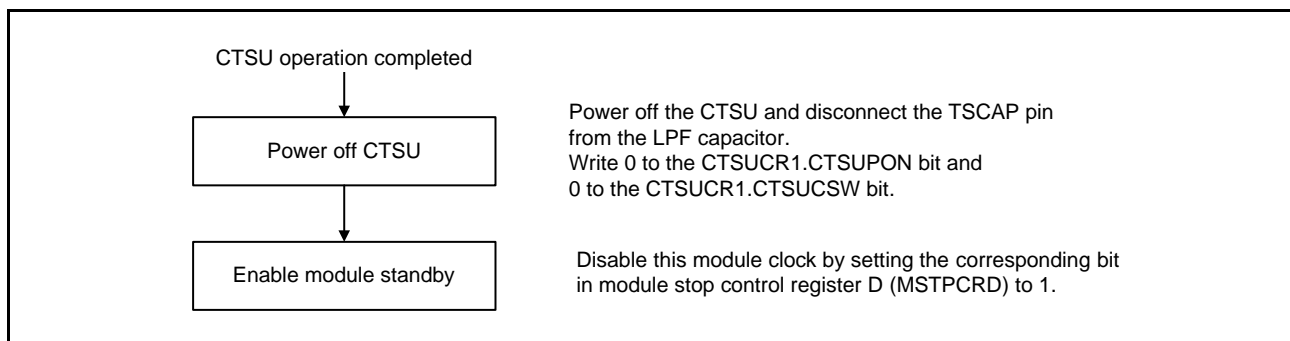 CTSU operation completed
Power off CTSU
Power off the CTSU and disconnect the TSCAP pin
from the LPF capacitor.
Write 0 to the CTSUCR1.CTSUPON bit and
0 to the CTSUCR1.CTSUCSW bit.
Enable module standby
Disable this module clock by setting the corresponding bit
in module stop control register D (MSTPCRD) to 1.